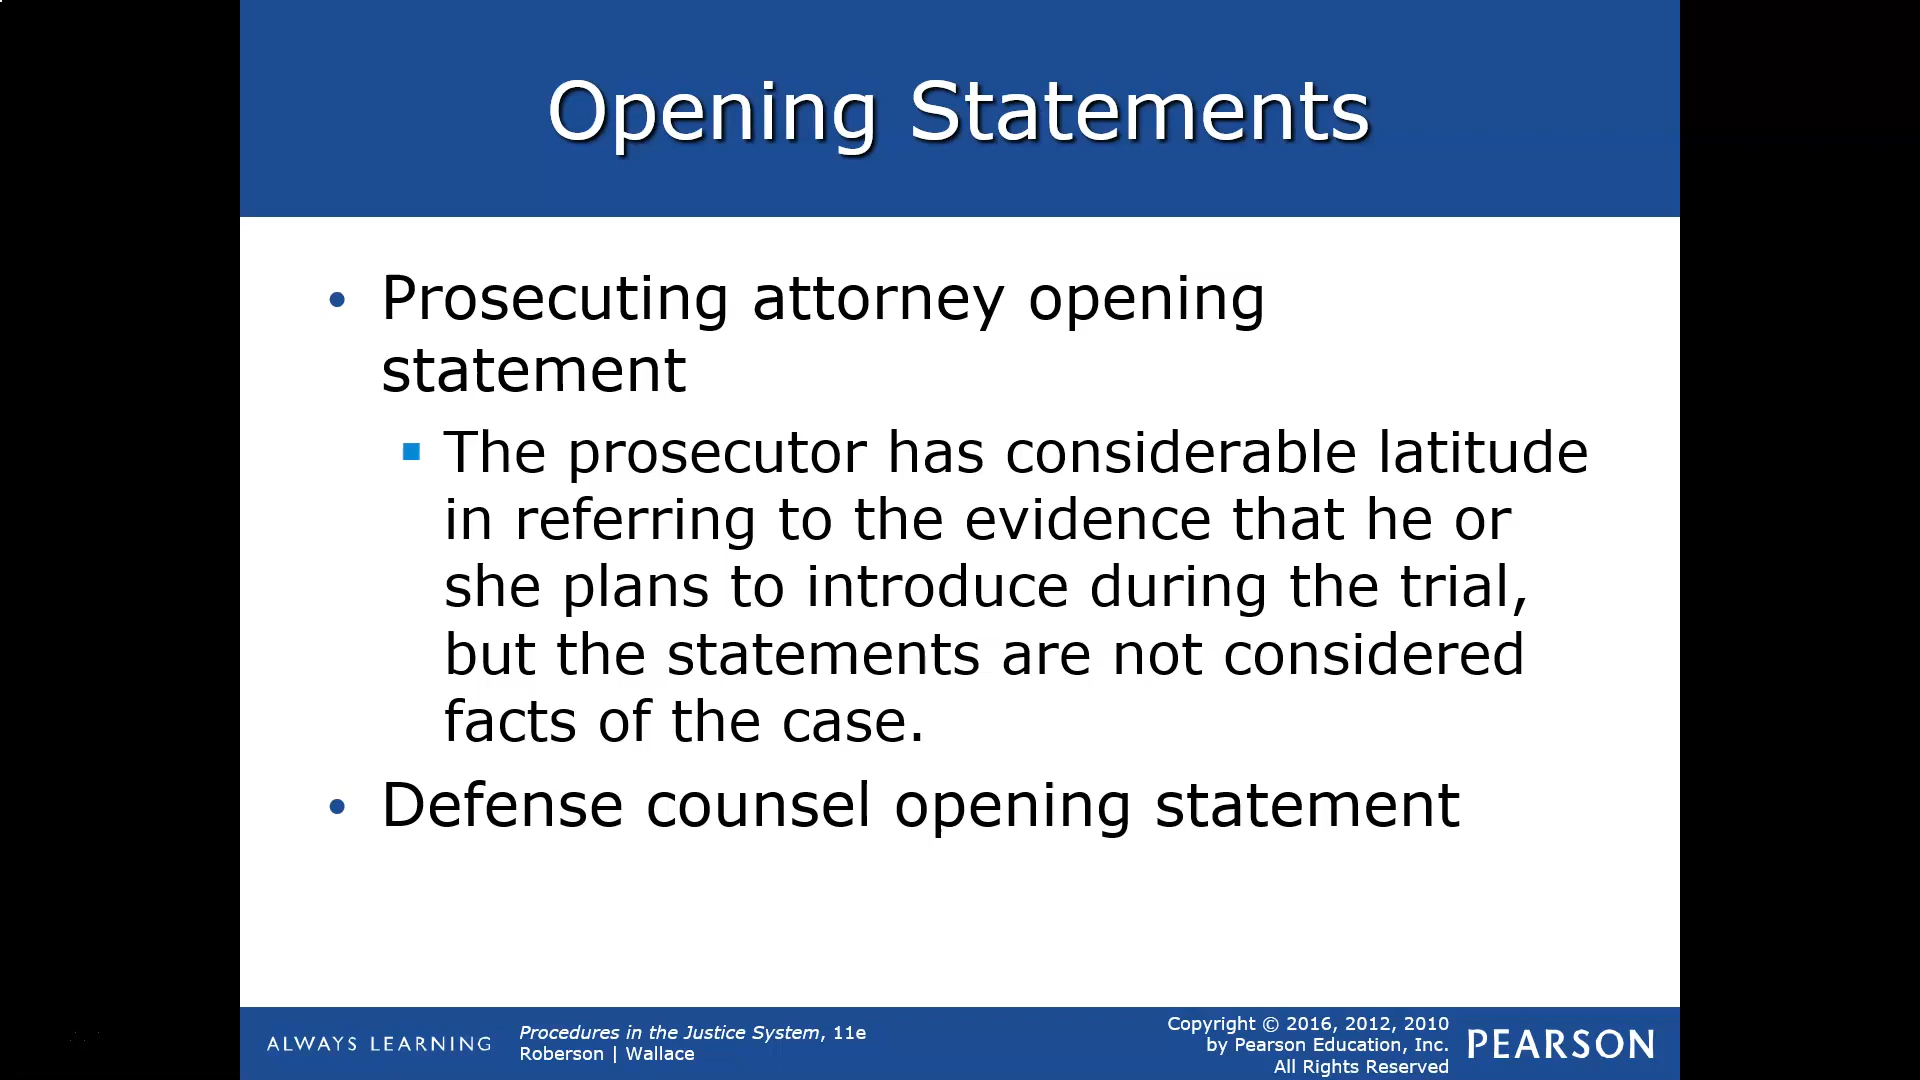 Opening Statements
• Prosecuting attorney opening
statement
▪ The prosecutor has considerable latitude
in referring to the evidence that he or
she plans to introduce during the trial,
but the statements are not considered
facts of the case.
• Defense counsel opening statement
ALWAYS LEARNING
Procedures in the Justice System, 11e
Roberson | Wallace
Copyright © 2016, 2012, 2010
by Pearson Education, Inc.
All Rights Reserved
PEARSON